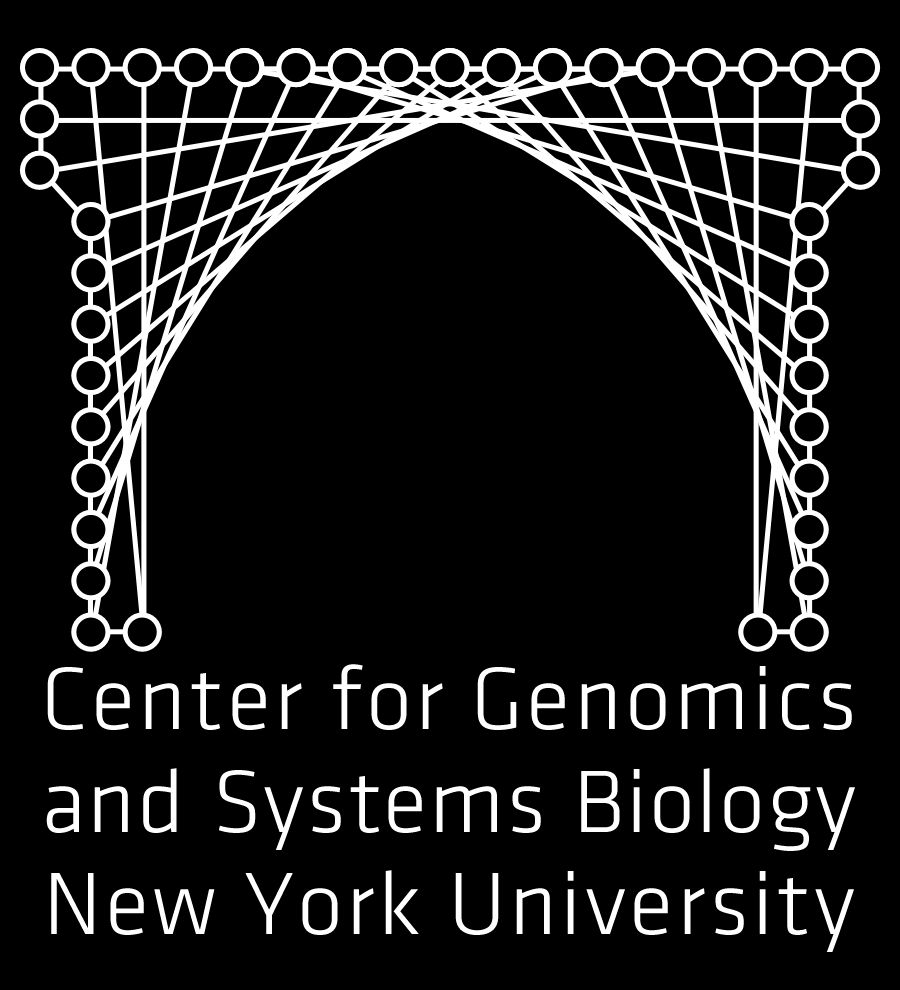 Center for Genomics
and Systems Biology
New York University